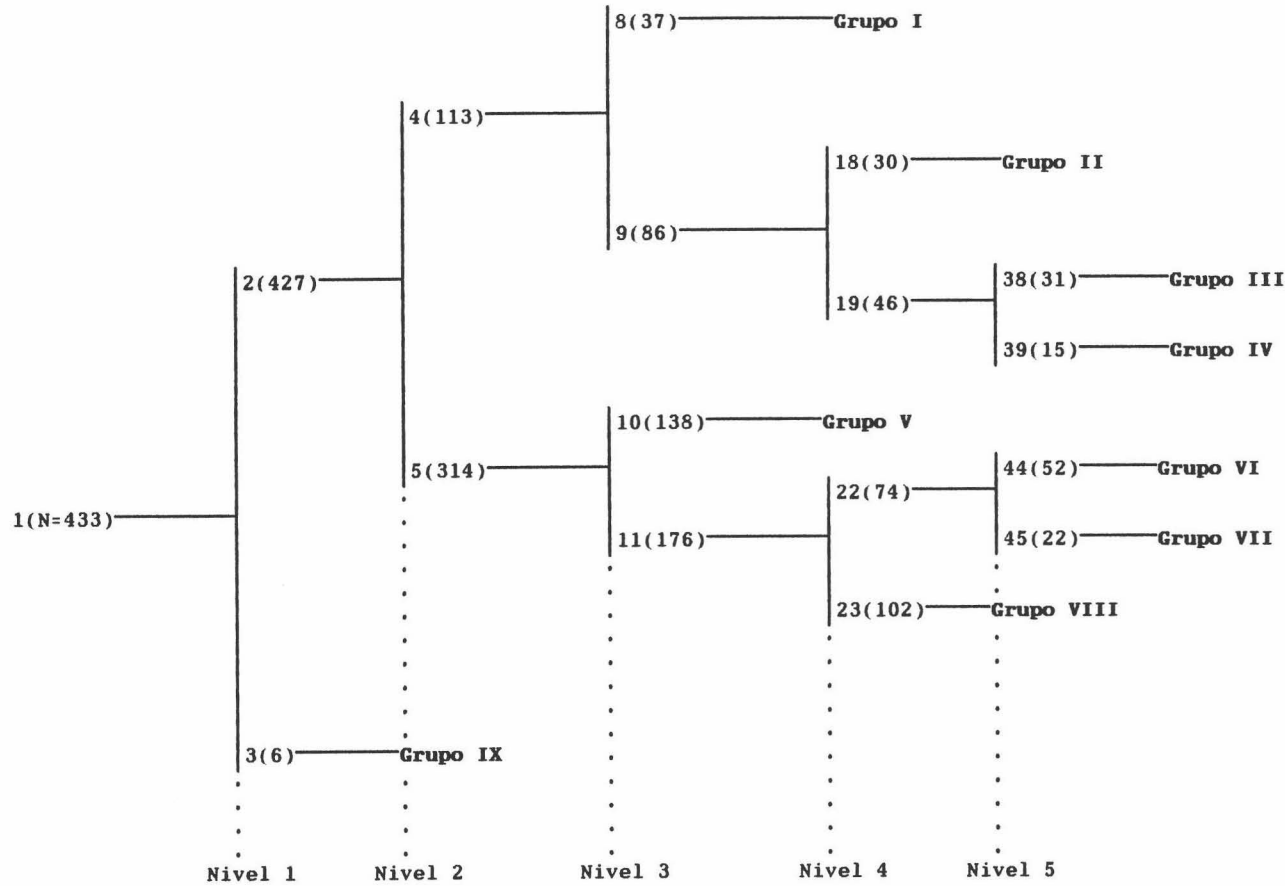 8(37) Grupo I
4(113)
18(30) Grupo II
9(86)
2(427)
38(31) Grupo III
19(46)
39(15) Grupo IV
10(138) Grupo V
5(314)
44(52) Grupo VI
22(74)
1(N=433)
11(176)
45(22) Grupo VII
23(102) Grupo VIII
3(6) Grupo IX
Nivel 1 Nivel 2 Nivel 3 Nivel 4 Nivel 5